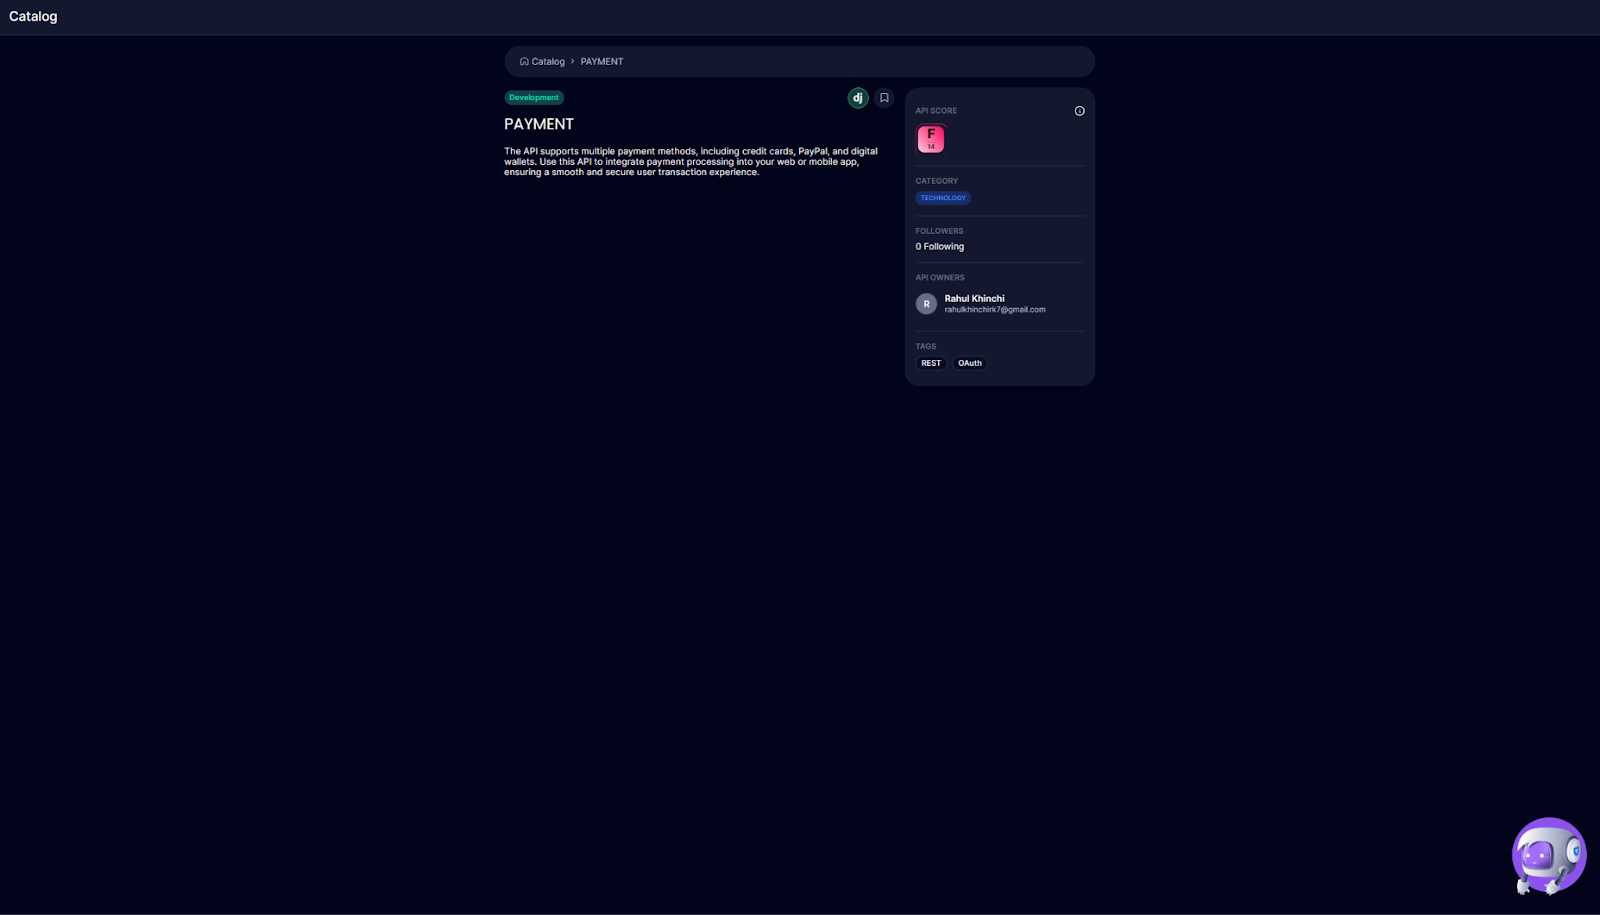 Catalog
Catalog > PAYMENT
Development
dj
PAYMENT
The API supports multiple payment methods, including credit cards, PayPal, and digital
wallets. Use this API to integrate payment processing into your web or mobile app,
ensuring a smooth and secure user transaction experience.
API SCORE
F
14
CATEGORY
TECHNOLOGY
FOLLOWERS
0 Following
API OWNERS
R
Rahul Khinchi
rahulkhinchirk7@gmail.com
TAGS
REST OAuth